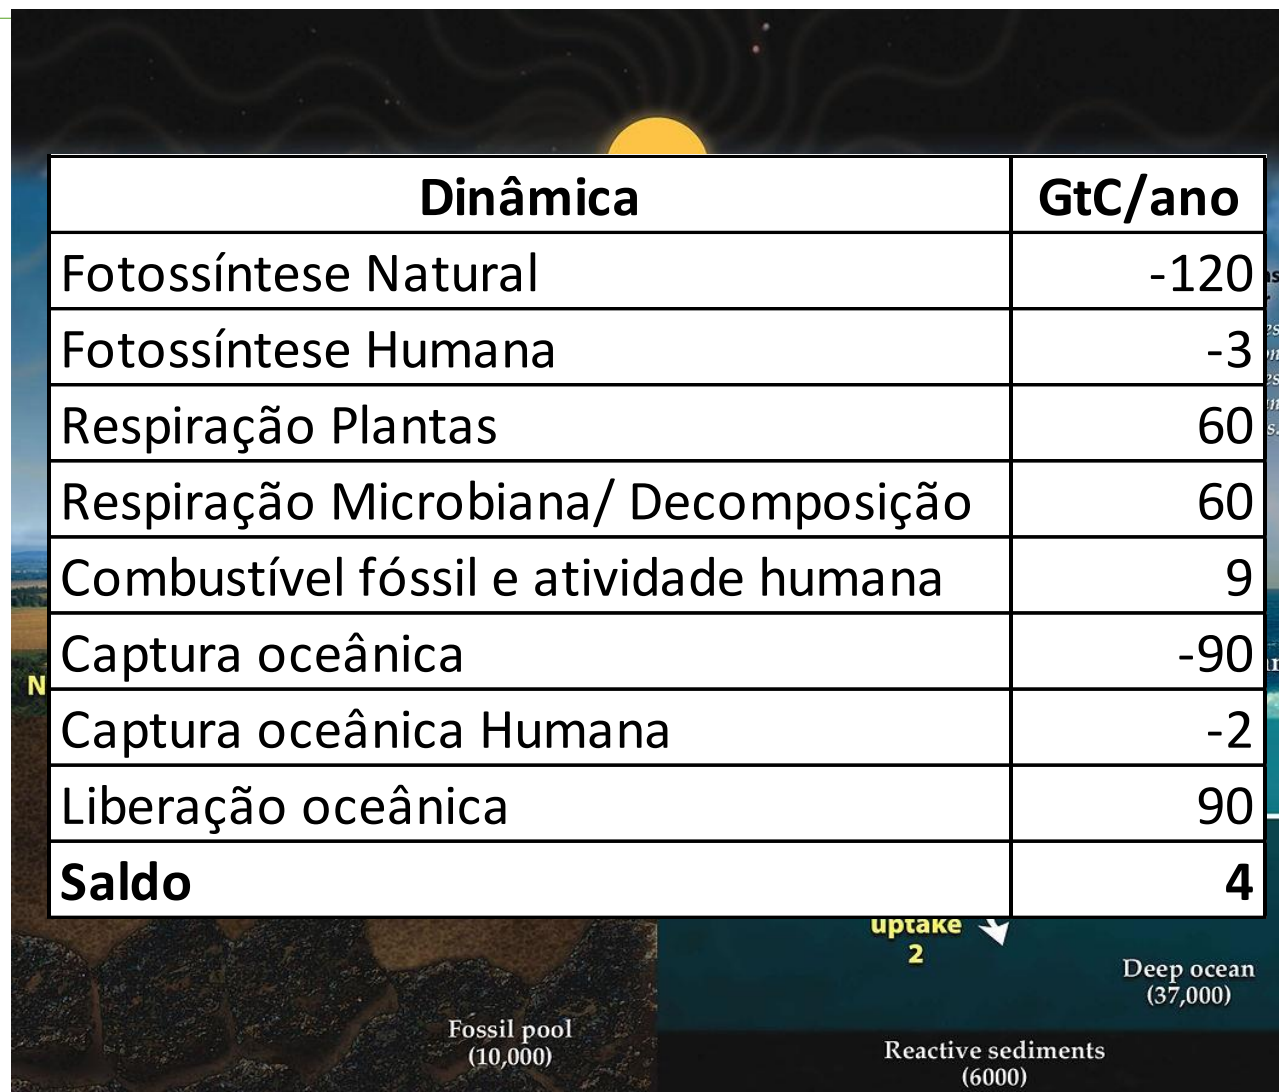 Dinâmica GtC/ano
Fotossíntese Natural -120
Fotossíntese Humana -3
Respiração Plantas 60
Respiração Microbiana/ Decomposição 60
Combustível fóssil e atividade humana 9
Captura oceânica -90
Captura oceânica Humana -2
Liberação oceânica 90
Saldo 4
N
uptake
2
Deep ocean
(37,000)
Fossil pool
(10,000)
Reactive sediments
(6000)